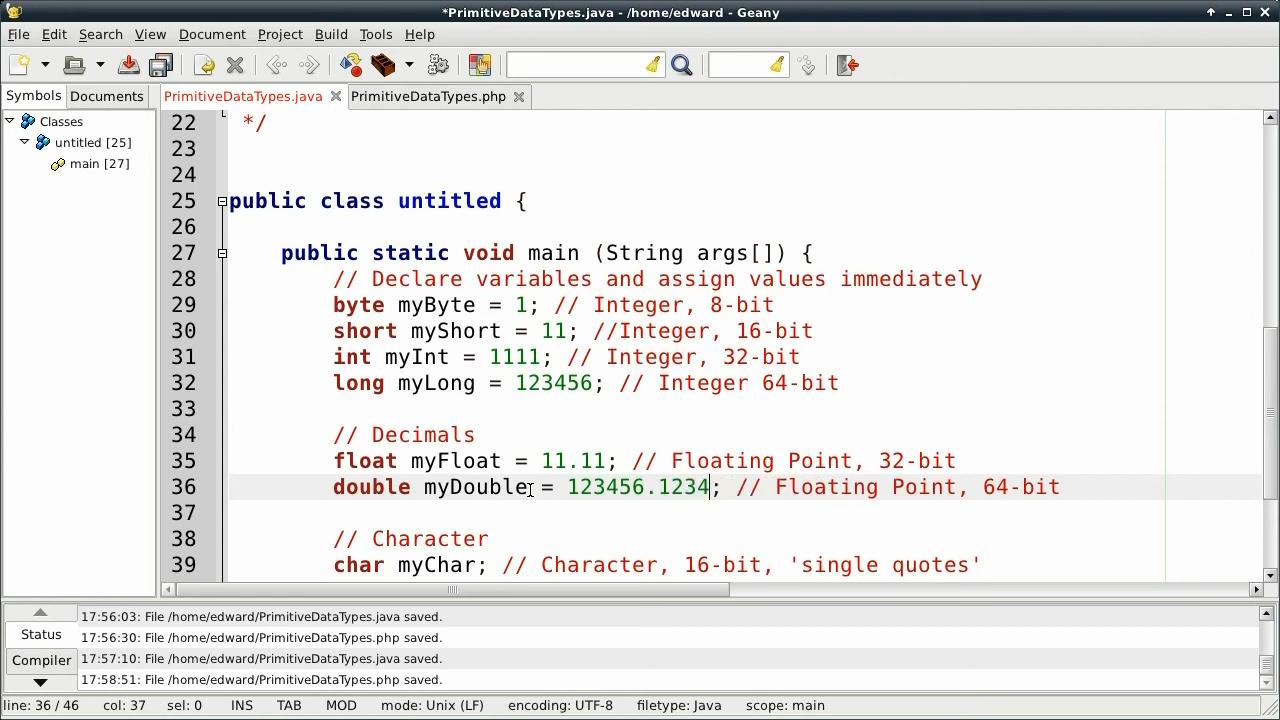 *PrimitiveDataTypes.java - /home/edward - Geany
File Edit Search View Document Project Build Tools Help
Symbols Documents PrimitiveDataTypes.java PrimitiveDataTypes.php
Classes
untitled [25]
main [27]
22 */
23
24
25 public class untitled {
26
27 public static void main (String args[]) {
28 // Declare variables and assign values immediately
29 byte myByte = 1; // Integer, 8-bit
30 short myShort = 11; //Integer, 16-bit
31 int myInt = 1111; // Integer, 32-bit
32 long myLong = 123456; // Integer 64-bit
33
34 // Decimals
35 float myFloat = 11.11; // Floating Point, 32-bit
36 double myDouble = 123456.1234; // Floating Point, 64-bit
37
38 // Character
39 char myChar; // Character, 16-bit, 'single quotes'
Status
Compiler
17:56:03: File /home/edward/PrimitiveDataTypes.java saved.
17:56:30: File /home/edward/PrimitiveDataTypes.php saved.
17:57:10: File /home/edward/PrimitiveDataTypes.java saved.
17:58:51: File /home/edward/PrimitiveDataTypes.php saved.
line: 36 / 46 col: 37 sel: 0 INS TAB MOD mode: Unix (LF) encoding: UTF-8 filetype: Java scope: main